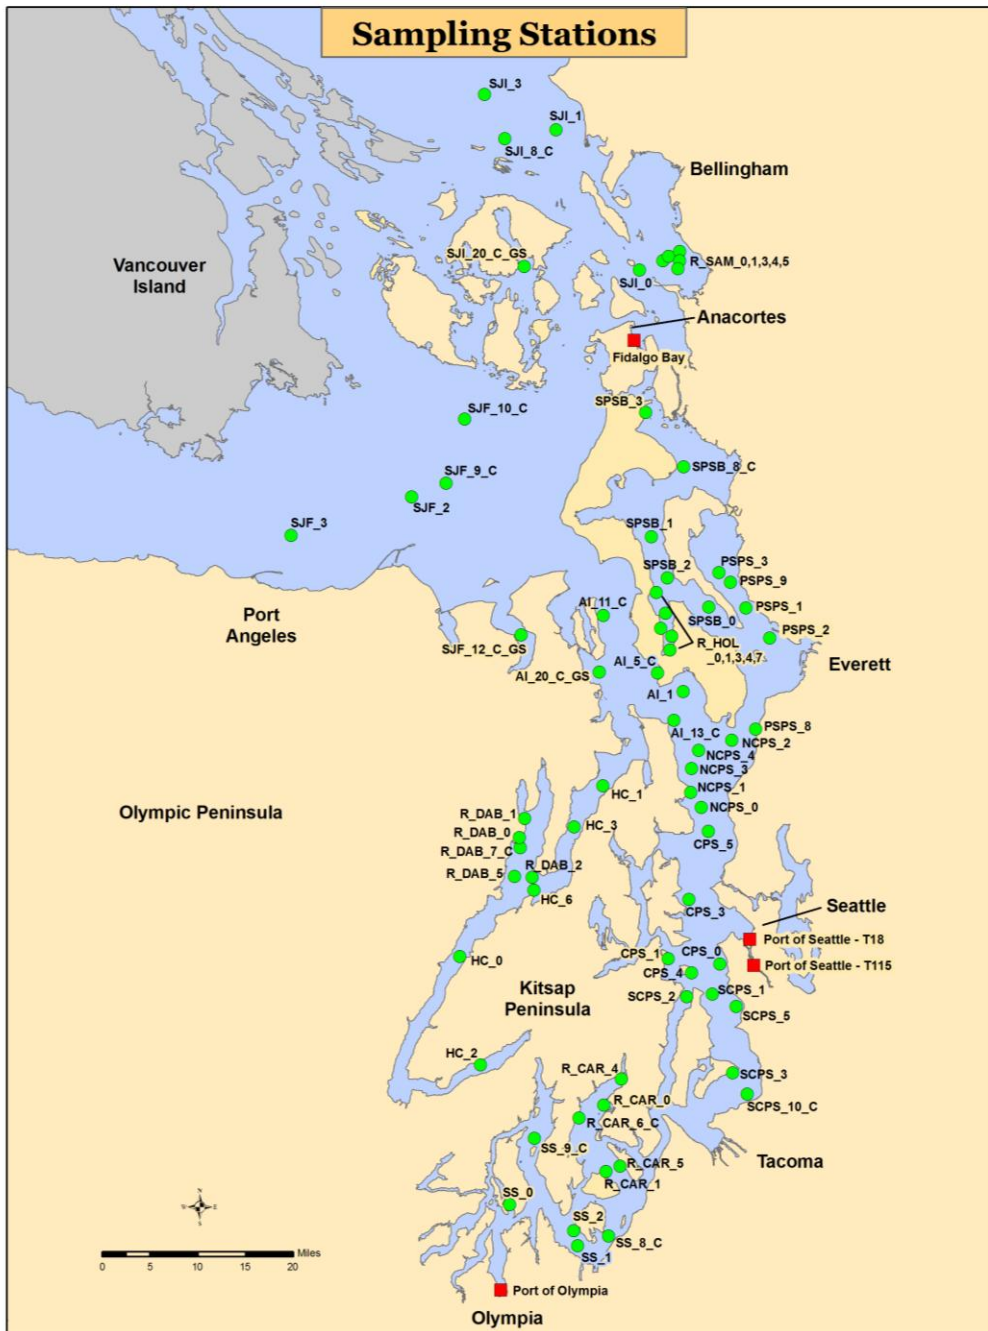 Sampling Stations
SJI_3
SJI_1
SJI_8_C
Bellingham
SJI_20_C_GS
R_SAM_0,1,3,4,5
Vancouver
Island
SJI_0
Anacortes
Fidalgo Bay
SPSB_3
SJF_10_C
SPSB_8_C
SJF_9_C
SJF_2
SJF_3
SPSB_1
PSPS_3
SPSB_2
PSPS_9
AI_11_C
PSPS_1
SPSB_0
Port
Angeles
PSPS_2
SJF_12_C_GS
R_HOL
_0,1,3,4,7
Everett
AI_5_C
AI_20_C_GS
AI_1
PSPS_8
AI_13_C
NCPS_2
NCPS_4
NCPS_3
HC_1
NCPS_1
NCPS_0
Olympic Peninsula
R_DAB_1
HC_3
R_DAB_0
CPS_5
R_DAB_7_C
R_DAB_2
R_DAB_5
HC_6
Seattle
CPS_3
Port of Seattle - T18
CPS_1
CPS_0
HC_0
Port of Seattle - T115
CPS_4
Kitsap
Peninsula
SCPS_2
SCPS_1
SCPS_5
HC_2
R_CAR_4
SCPS_3
R_CAR_0
SCPS_10_C
R_CAR_6_C
SS_9_C
Tacoma
R_CAR_5
R_CAR_1
SS_0
SS_2
SS_8_C
SS_1
Miles
0 5 10 15 20
Port of Olympia
Olympia